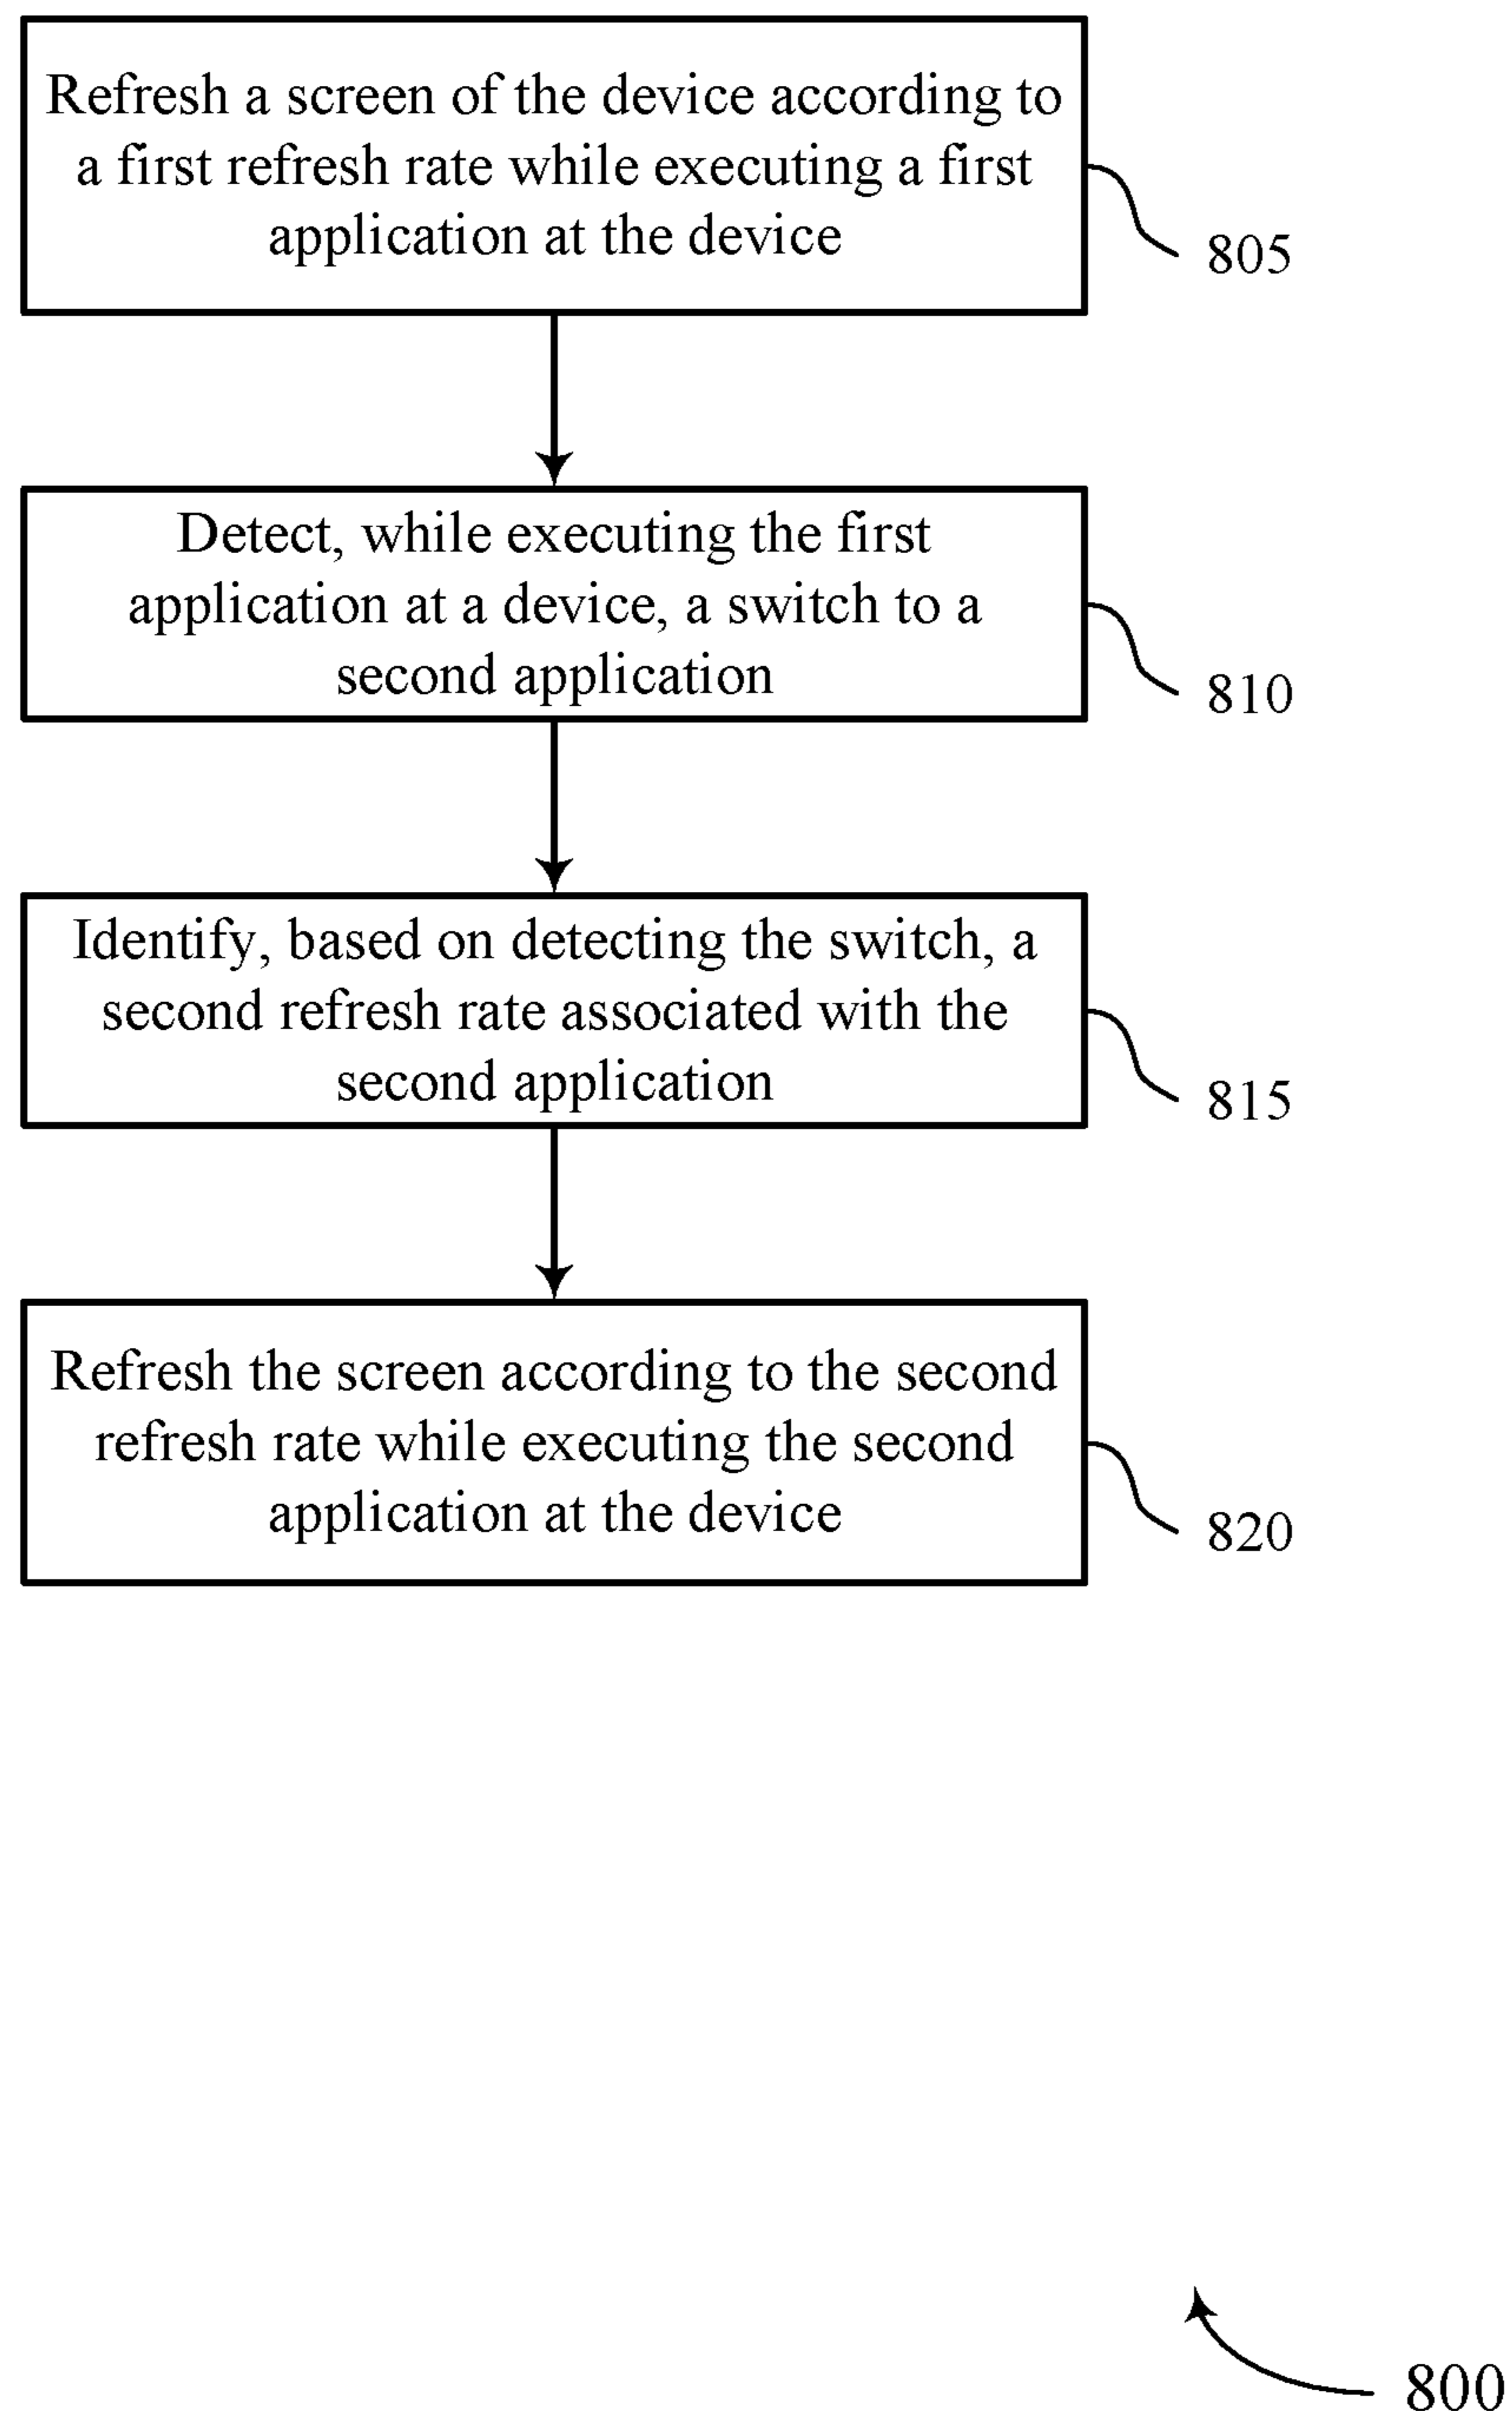 Refresh a screen of the device according to
a first refresh rate while executing a first
application at the device
805
Detect, while executing the first
application at a device, a switch to a
second application
810
Identify, based on detecting the switch, a
second refresh rate associated with the
second application
815
Refresh the screen according to the second
refresh rate while executing the second
application at the device
820
800